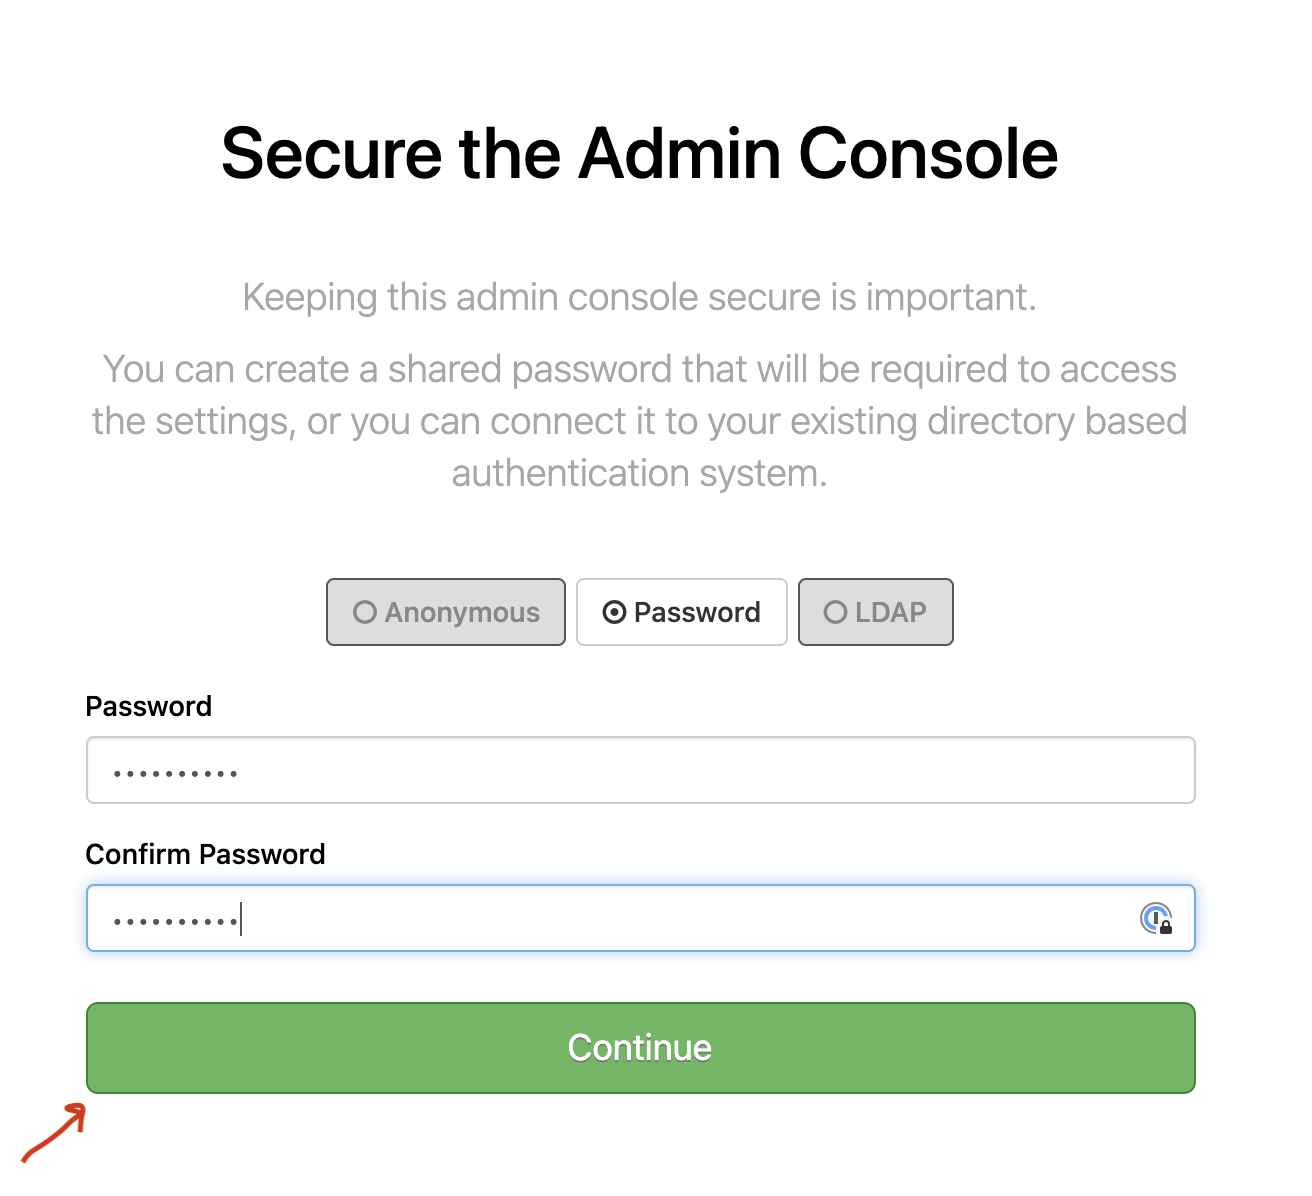 Secure the Admin Console
Keeping this admin console secure is important.
You can create a shared password that will be required to access
the settings, or you can connect it to your existing directory based
authentication system.
Anonymous Password LDAP
Password
••••••••••
Confirm Password
••••••••••
Continue